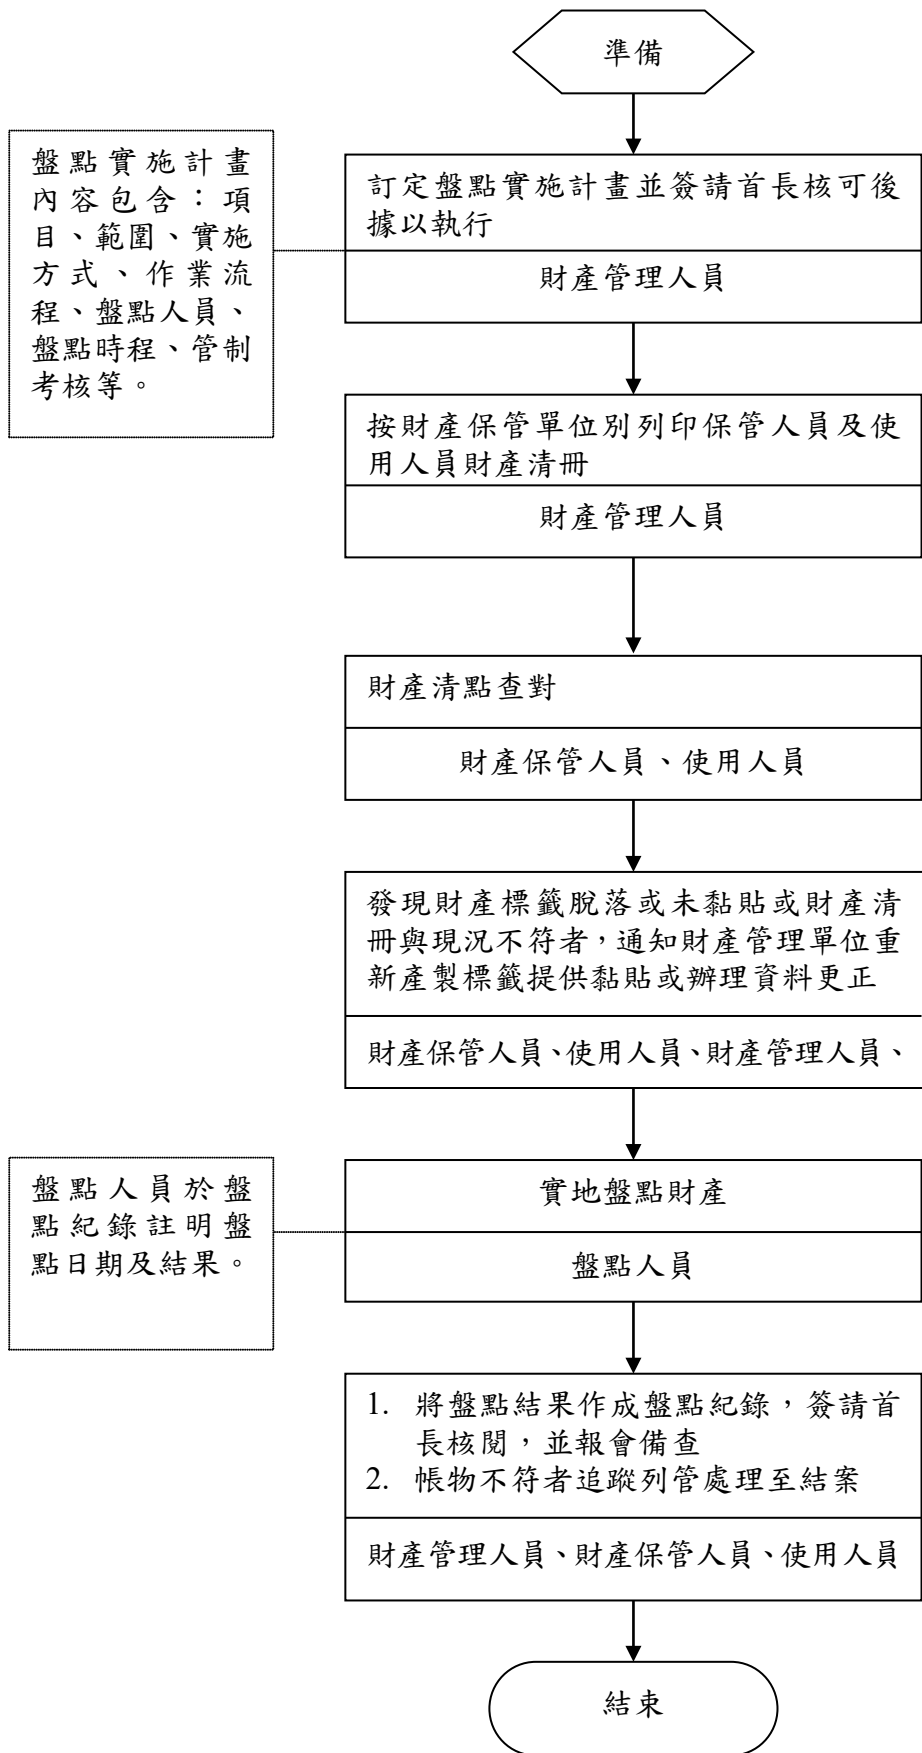 準備
盤點實施計畫
內容包含：項
目、範圍、實施
方式、作業流
程、盤點人員、
盤點時程、管制
考核等。
訂定盤點實施計畫並簽請首長核可後
據以執行
財產管理人員
按財產保管單位別列印保管人員及使
用人員財產清冊
財產管理人員
財產清點查對
財產保管人員、使用人員
發現財產標籤脫落或未黏貼或財產清
冊與現況不符者，通知財產管理單位重
新產製標籤提供黏貼或辦理資料更正
財產保管人員、使用人員、財產管理人員、
盤點人員於盤
點紀錄註明盤
點日期及結果。
實地盤點財產
盤點人員
1. 將盤點結果作成盤點紀錄，簽請首
長核閱，並報會備查
2. 帳物不符者追蹤列管處理至結案
財產管理人員、財產保管人員、使用人員
結束